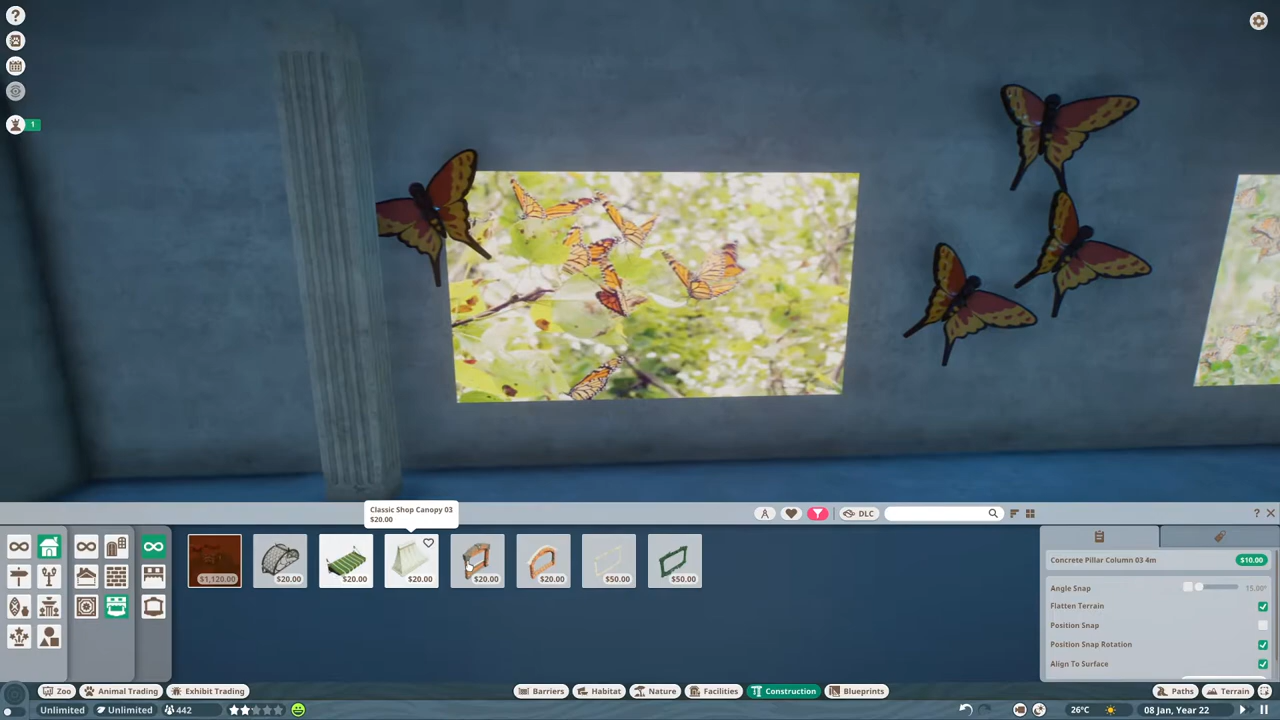 ?
1
Classic Shop Canopy 03
$20.00
DLC
? ×
$1,120.00
$20.00
$20.00
$20.00
$20.00
$20.00
$50.00
$50.00
Concrete Pillar Column 03 4m
$10.00
Angle Snap
15.00°
Flatten Terrain
Position Snap
Position Snap Rotation
Align To Surface
Zoo
Animal Trading
Exhibit Trading
Barriers
Habitat
Nature
Facilities
Construction
Blueprints
Paths
Terrain
Unlimited
Unlimited
442
26°C
08 Jan, Year 22